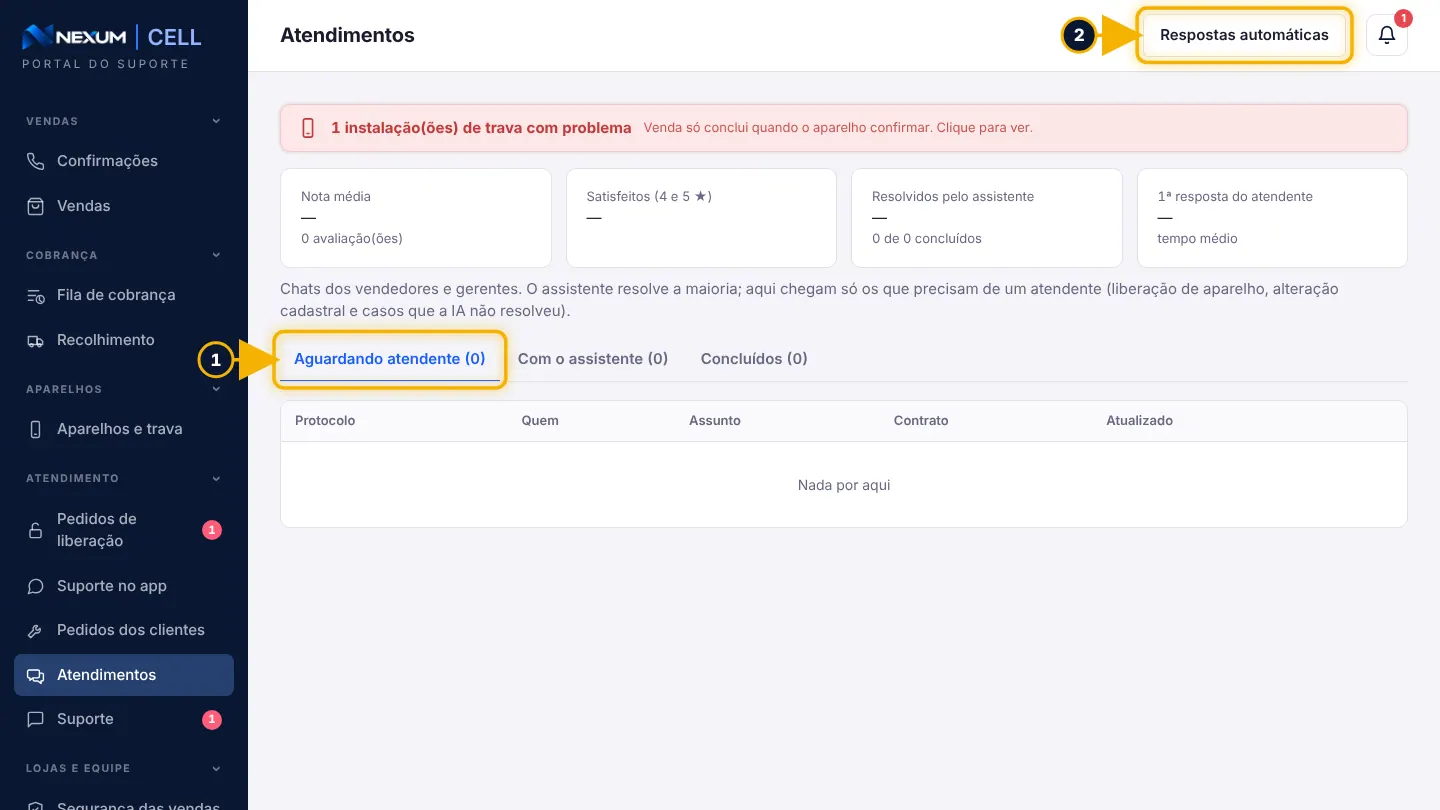 NEXUM | CELL
PORTAL DO SUPORTE
VENDAS
Confirmações
Vendas
COBRANÇA
Fila de cobrança
Recolhimento
APARELHOS
Aparelhos e trava
ATENDIMENTO
Pedidos de
liberação
1
Suporte no app
Pedidos dos clientes
Atendimentos
Suporte
1
LOJAS E EQUIPE
Segurança das vendas
Atendimentos
2
Respostas automáticas
1
1 instalação(ões) de trava com problema Venda só conclui quando o aparelho confirmar. Clique para ver.
Nota média
—
0 avaliação(ões)
Satisfeitos (4 e 5 ★)
—
Resolvidos pelo assistente
—
0 de 0 concluídos
1ª resposta do atendente
—
tempo médio
Chats dos vendedores e gerentes. O assistente resolve a maioria; aqui chegam só os que precisam de um atendente (liberação de aparelho, alteração
cadastral e casos que a IA não resolveu).
1
Aguardando atendente (0) Com o assistente (0) Concluídos (0)
Protocolo Quem Assunto Contrato Atualizado
Nada por aqui